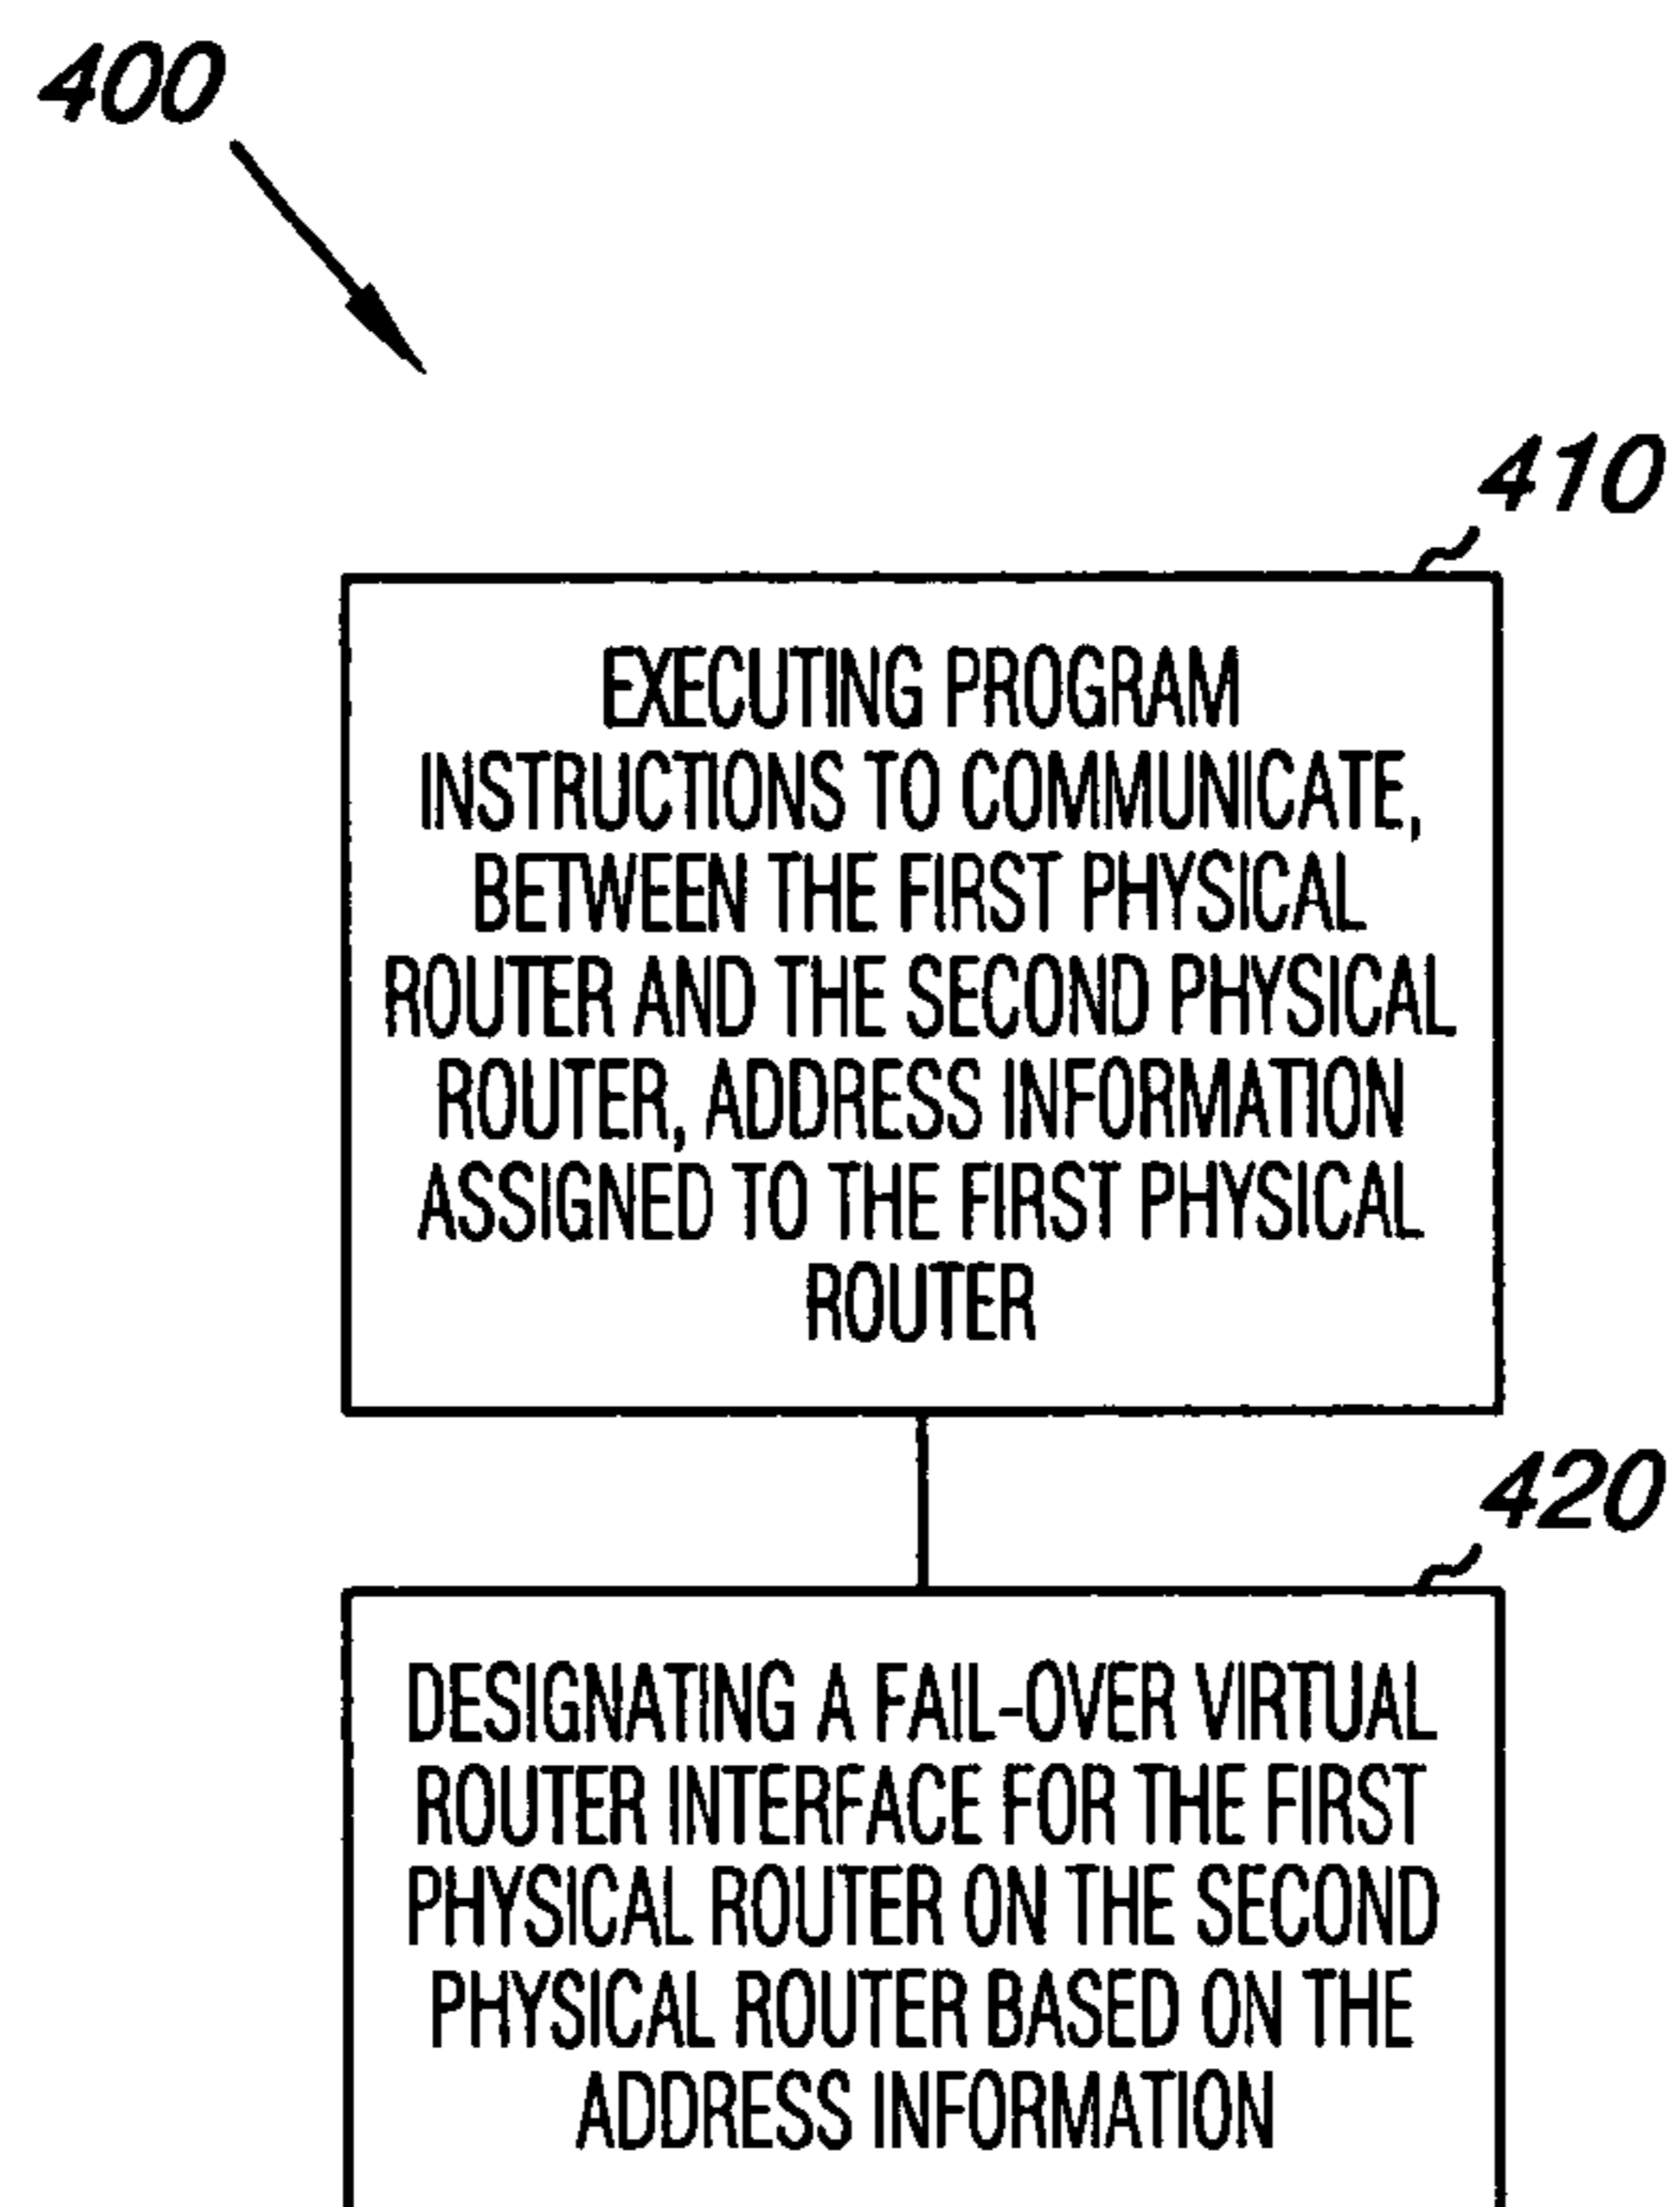 400
410
EXECUTING PROGRAM
INSTRUCTIONS TO COMMUNICATE,
BETWEEN THE FIRST PHYSICAL
ROUTER AND THE SECOND PHYSICAL
ROUTER, ADDRESS INFORMATION
ASSIGNED TO THE FIRST PHYSICAL
ROUTER
420
DESIGNATING A FAIL-OVER VIRTUAL
ROUTER INTERFACE FOR THE FIRST
PHYSICAL ROUTER ON THE SECOND
PHYSICAL ROUTER BASED ON THE
ADDRESS INFORMATION